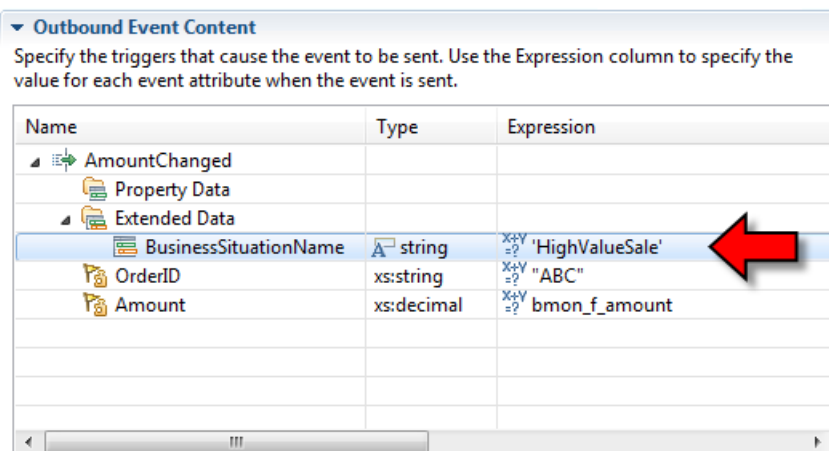 Outbound Event Content
Specify the triggers that cause the event to be sent. Use the Expression column to specify the
value for each event attribute when the event is sent.
Name Type Expression
AmountChanged
Property Data
Extended Data
BusinessSituationName string 'HighValueSale'
OrderID xs:string "ABC"
Amount xs:decimal bmon_f_amount